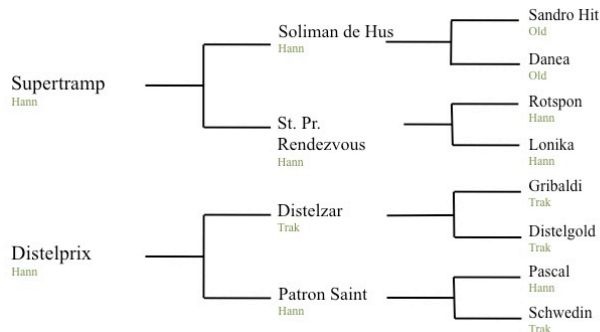 Supertramp
Hann
Soliman de Hus
Hann
Sandro Hit
Old
Danea
Old
St. Pr.
Rendezvous
Hann
Rotspon
Hann
Lonika
Hann
Distelprix
Hann
Distelzar
Trak
Gribaldi
Trak
Distelgold
Trak
Patron Saint
Hann
Pascal
Hann
Schwedin
Trak